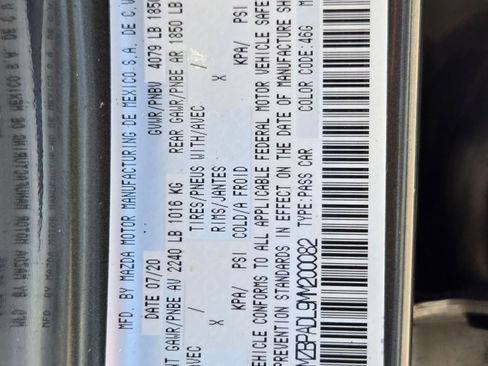 MFD. BY MAZDA MOTOR MANUFACTURING DE MEXICO S.A. DE C.V
DATE 07/20 GVWR/PNBV 4079 LB 1850
NT GAWR/PNBE AV 2240 LB 1016 KG REAR GAWR/PNBE AR 1850 LB
AVEC TIRES/PNEUS WITH/AVEC /
X RIMS/JANTES X
KPA/ PSI COLD/A FROID KPA/ PSI
VEHICLE CONFORMS TO ALL APPLICABLE FEDERAL MOTOR VEHICLE SAFE
PREVENTION STANDARDS IN EFFECT ON THE DATE OF MANUFACTURE SH
MZBPADL9MM200082 TYPE:PASS CAR COLOR CODE:46G